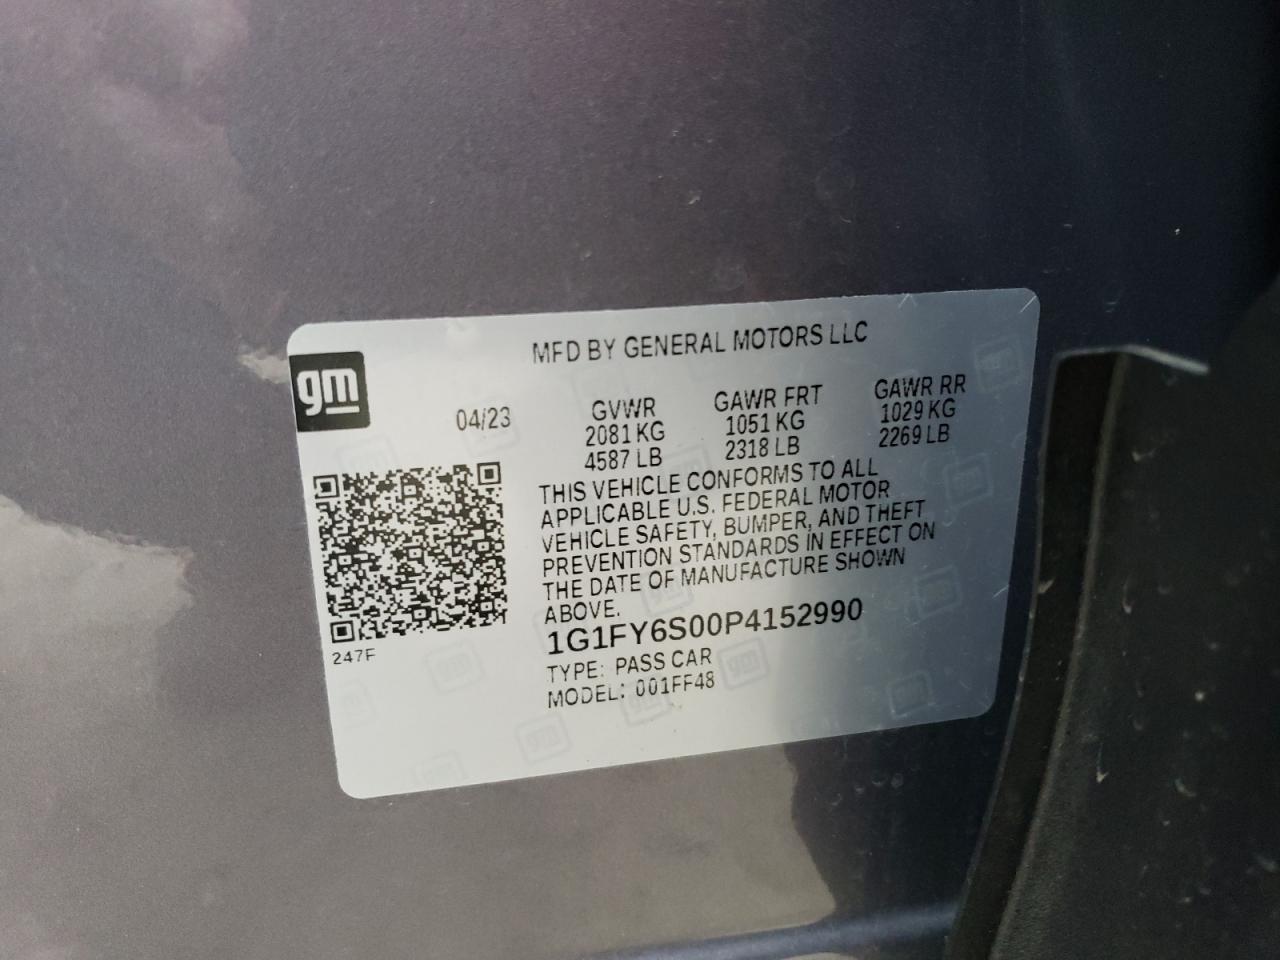 MFD BY GENERAL MOTORS LLC
gm
04/23
GVWR
2081 KG
4587 LB
GAWR FRT
1051 KG
2318 LB
GAWR RR
1029 KG
2269 LB
THIS VEHICLE CONFORMS TO ALL
APPLICABLE U.S. FEDERAL MOTOR
VEHICLE SAFETY, BUMPER, AND THEFT
PREVENTION STANDARDS IN EFFECT ON
THE DATE OF MANUFACTURE SHOWN
ABOVE.
1G1FY6S00P4152990
TYPE: PASS CAR
MODEL: 001FF48
247F